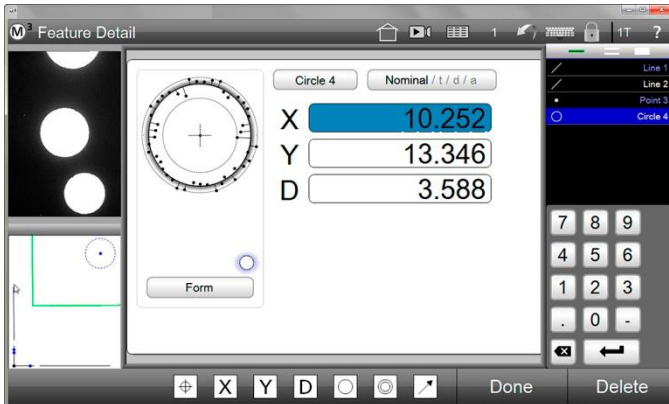 M3 Feature Detail
1
1T
?
Circle 4
Nominal / t / d / a
X 10.252
Y 13.346
D 3.588
Form
Line 1
Line 2
Point 3
Circle 4
7 8 9
4 5 6
1 2 3
. 0 -
X Y D
Done
Delete